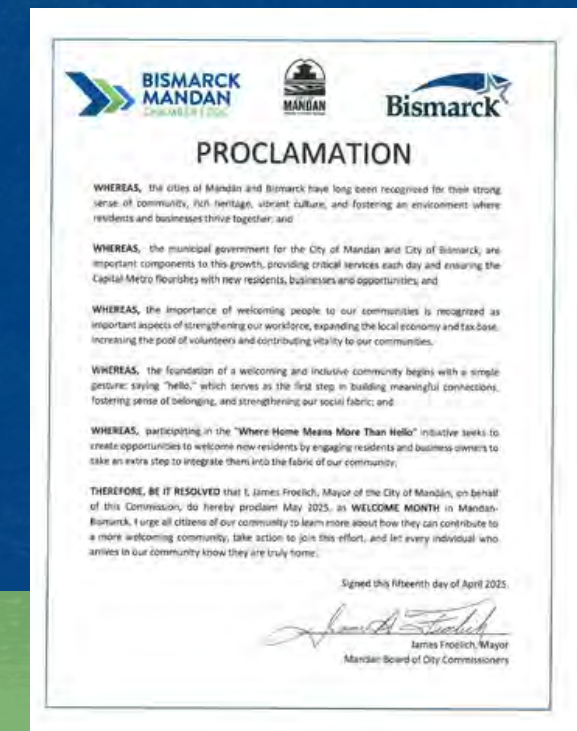 BISMARCK
MANDAN
CHAMBER | EDC
MANDAN
Bismarck
PROCLAMATION
WHEREAS, the cities of Mandan and Bismarck have long been recognized for their strong
sense of community, rich heritage, vibrant culture, and fostering an environment where
residents and businesses thrive together; and
WHEREAS, the municipal government for the City of Mandan and City of Bismarck, are
important components to this growth, providing critical services each day and ensuring the
Capital Metro flourishes with new residents, businesses and opportunities; and
WHEREAS, the importance of welcoming people to our communities is recognized as
important aspects of strengthening our workforce, expanding the local economy and tax base,
increasing the pool of volunteers and contributing vitality to our communities.
WHEREAS, the foundation of a welcoming and inclusive community begins with a simple
gesture: saying "hello," which serves as the first step in building meaningful connections,
fostering sense of belonging, and strengthening our social fabric; and
WHEREAS, participating in the "Where Home Means More Than Hello" initiative seeks to
create opportunities to welcome new residents by engaging residents and business owners to
take an extra step to integrate them into the fabric of our community;
THEREFORE, BE IT RESOLVED that I, James Froelich, Mayor of the City of Mandan, on behalf
of this Commission, do hereby proclaim May 2025, as WELCOME MONTH in Mandan-
Bismarck. I urge all citizens of our community to learn more about how they can contribute to
a more welcoming community, take action to join this effort, and let every individual who
arrives in our community know they are truly home.
Signed this fifteenth day of April 2025.
James A Froelich
James Froelich, Mayor
Mandan Board of City Commissioners